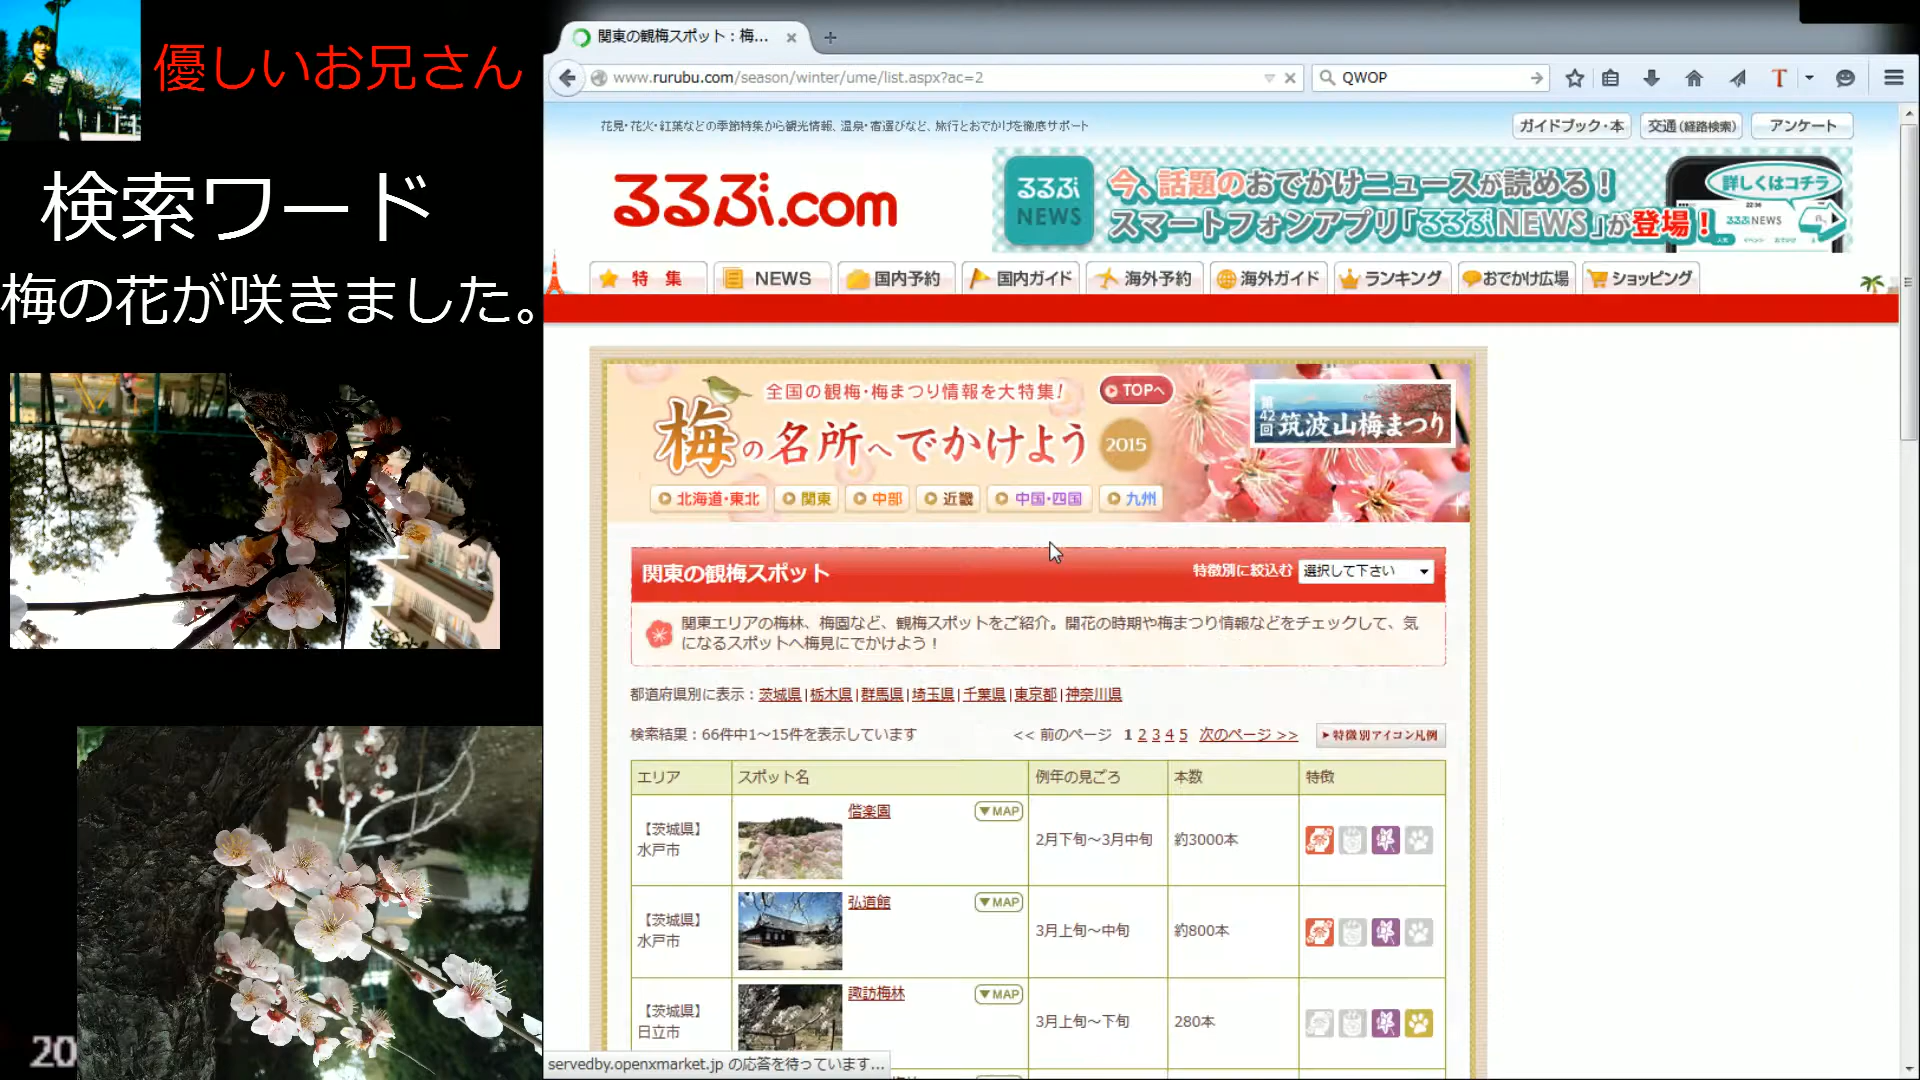 優しいお兄さん
検索ワード
梅の花が咲きました。
20
関東の観梅スポット：梅...
www.rurubu.com/season/winter/ume/list.aspx?ac=2
QWOP
花見・花火・紅葉などの季節特集から観光情報、温泉・宿選びなど、旅行とおでかけを徹底サポート
ガイドブック・本 交通（経路検索） アンケート
るるぶ.com
るるぶ NEWS
今、話題のおでかけニュースが読める！
スマートフォンアプリ「るるぶNEWS」が登場！
詳しくはコチラ
るるぶNEWS
特 集 NEWS 国内予約 国内ガイド 海外予約 海外ガイド ランキング おでかけ広場 ショッピング
全国の観梅・梅まつり情報を大特集！ TOPへ
梅の名所へでかけよう 2015
第42回 筑波山梅まつり
北海道・東北 関東 中部 近畿 中国・四国 九州
関東の観梅スポット 特徴別に絞込む 選択して下さい
関東エリアの梅林、梅園など、観梅スポットをご紹介。開花の時期や梅まつり情報などをチェックして、気
になるスポットへ梅見にでかけよう！
都道府県別に表示：茨城県|栃木県|群馬県|埼玉県|千葉県|東京都|神奈川県
検索結果：66件中1～15件を表示しています << 前のページ 1 2 3 4 5 次のページ >> 特徴別アイコン凡例
エリア スポット名 例年の見ごろ 本数 特徴
【茨城県】水戸市 偕楽園 ▼MAP 2月下旬～3月中旬 約3000本
【茨城県】水戸市 弘道館 ▼MAP 3月上旬～中旬 約800本
【茨城県】日立市 諏訪梅林 ▼MAP 3月上旬～下旬 280本
servedby.openxmarket.jp の応答を待っています...